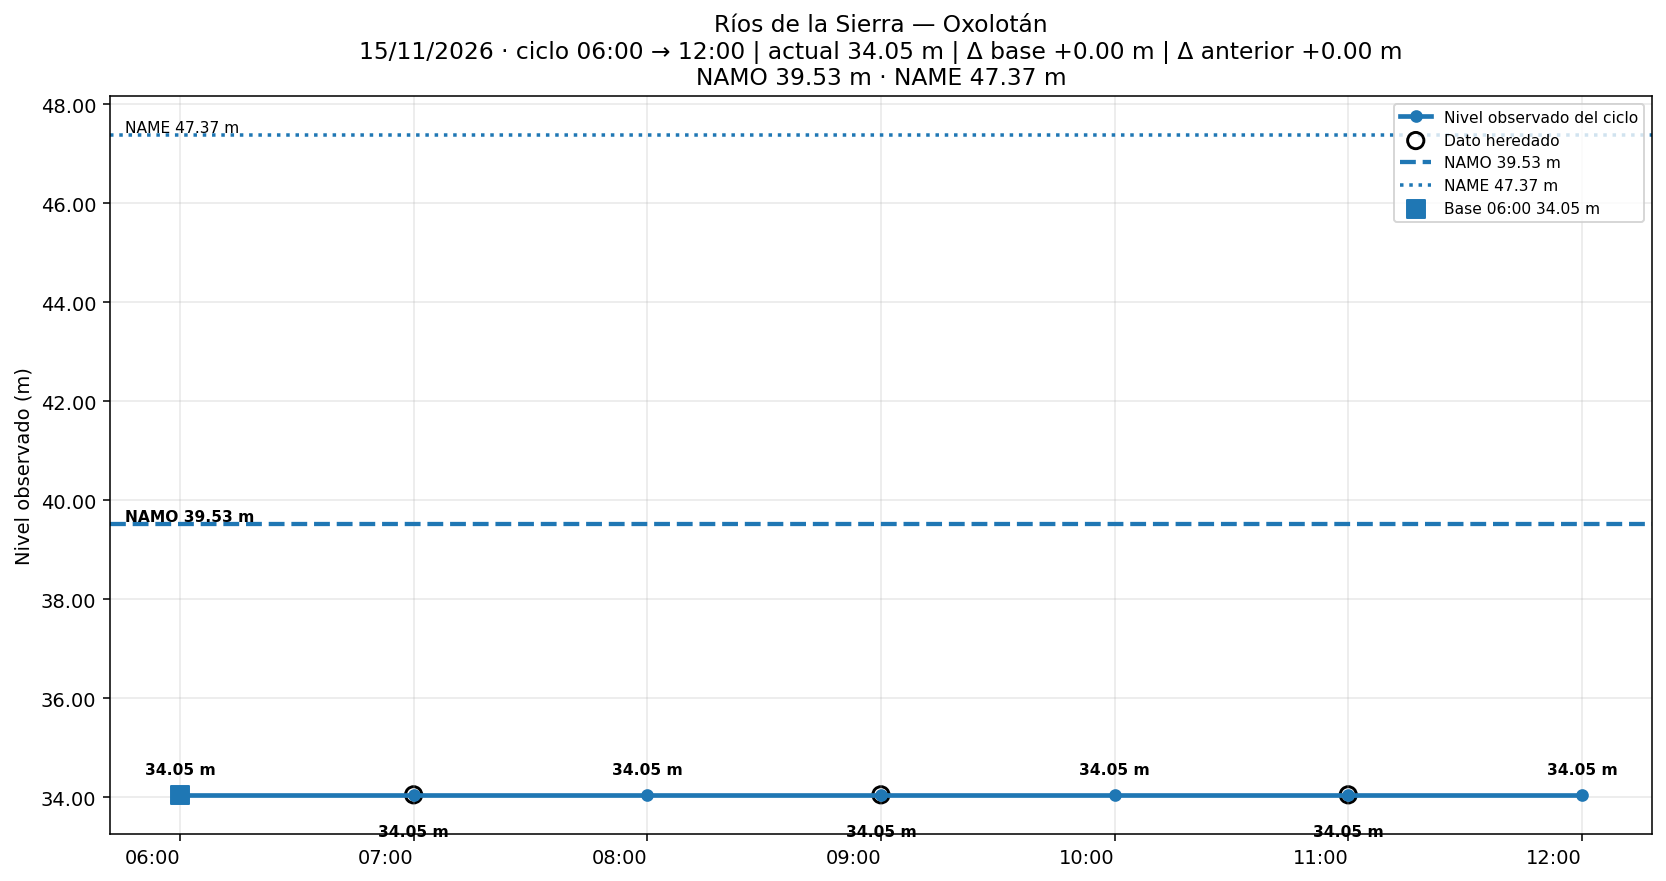 Ríos de la Sierra — Oxolotán
15/11/2026 · ciclo 06:00 → 12:00 | actual 34.05 m | Δ base +0.00 m | Δ anterior +0.00 m
NAMO 39.53 m · NAME 47.37 m
Nivel observado (m)
48.00
46.00
44.00
42.00
40.00
38.00
36.00
34.00
NAME 47.37 m
NAMO 39.53 m
Nivel observado del ciclo
Dato heredado
NAMO 39.53 m
NAME 47.37 m
Base 06:00 34.05 m
34.05 m
34.05 m
34.05 m
34.05 m
34.05 m
34.05 m
34.05 m
06:00
07:00
08:00
09:00
10:00
11:00
12:00